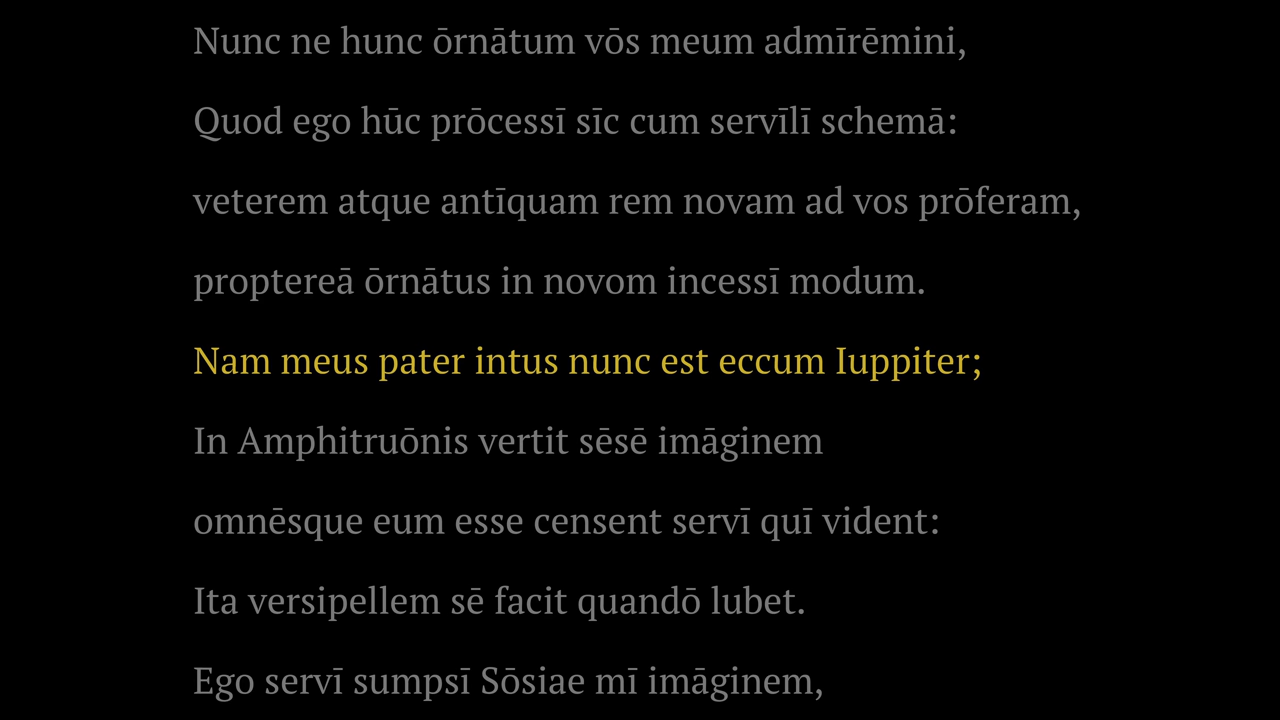 Nunc ne hunc ōrnātum vōs meum admīrēmini,
Quod ego hūc prōcessī sīc cum servīlī schemā:
veterem atque antīquam rem novam ad vos prōferam,
proptereā ōrnātus in novom incessī modum.
Nam meus pater intus nunc est eccum Iuppiter;
In Amphitruōnis vertit sēsē imāginem
omnēsque eum esse censent servī quī vident:
Ita versipellem sē facit quandō lubet.
Ego servī sumpsī Sōsiae mī imāginem,